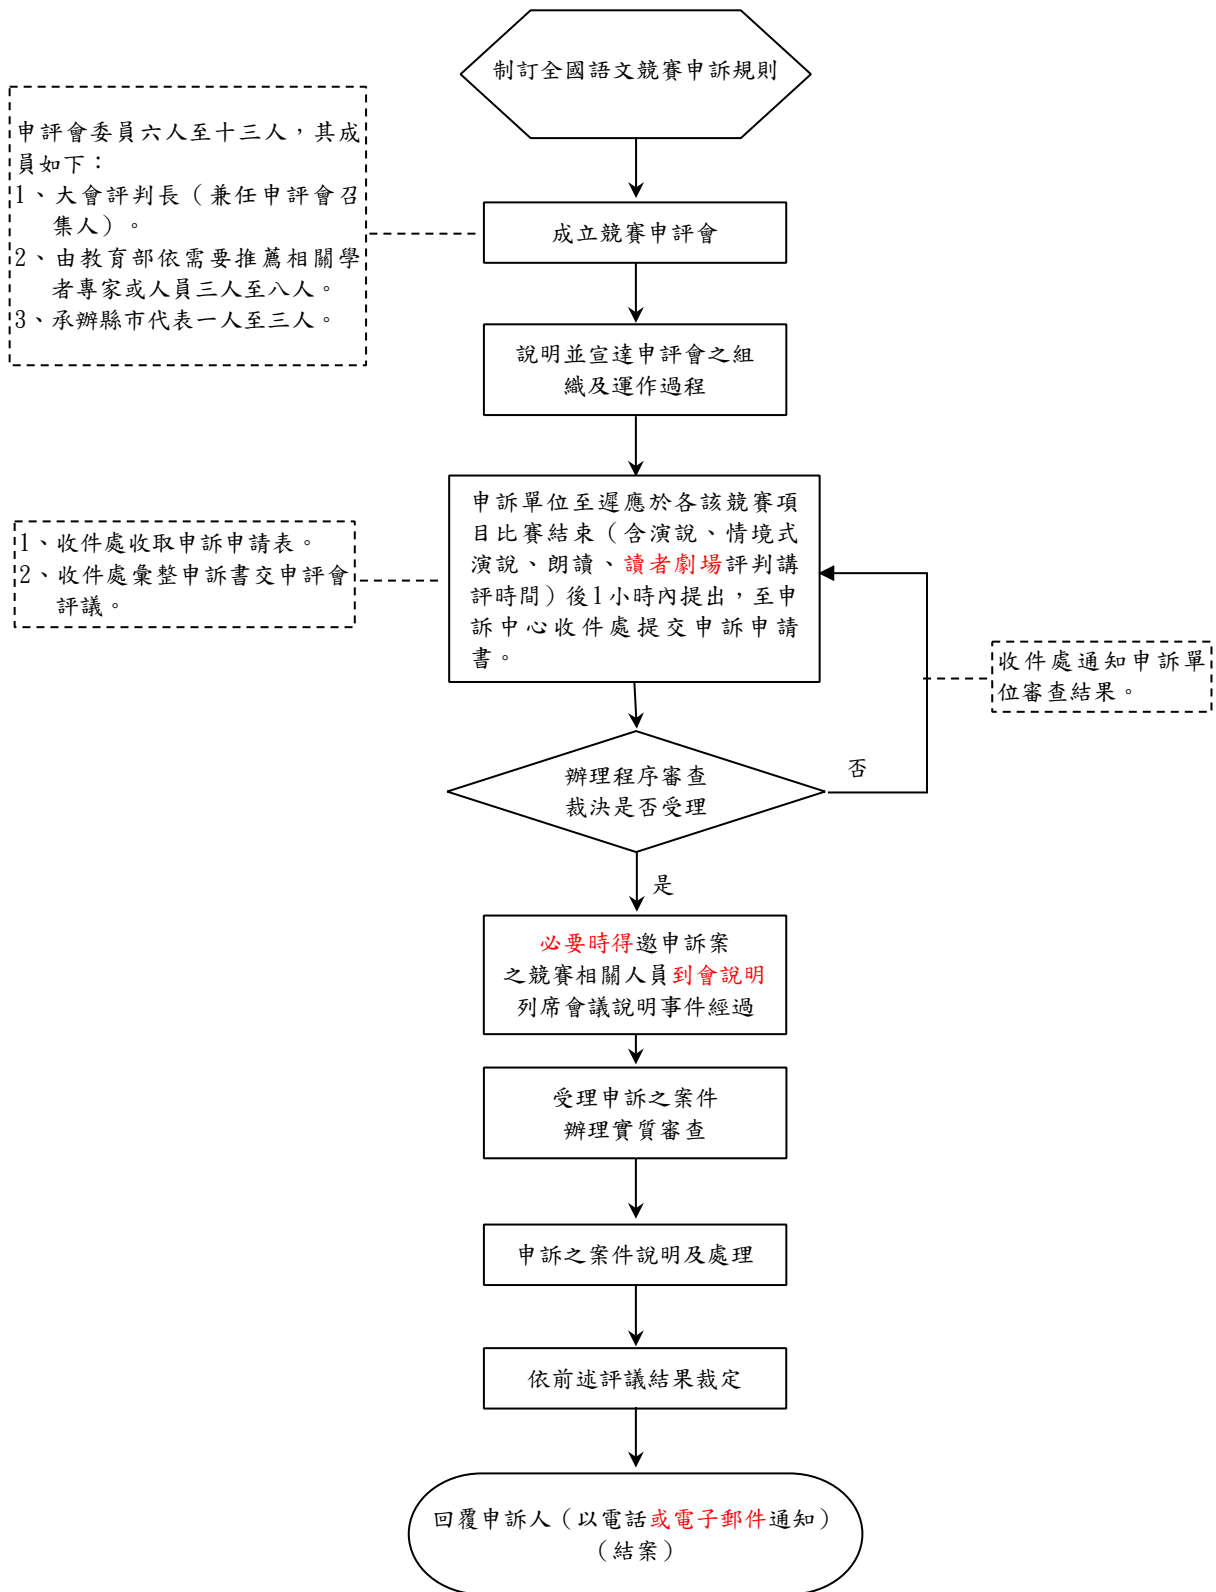 制訂全國語文競賽申訴規則
申評會委員六人至十三人，其成
員如下：
1、大會評判長（兼任申評會召
集人）。
2、由教育部依需要推薦相關學
者專家或人員三人至八人。
3、承辦縣市代表一人至三人。
成立競賽申評會
說明並宣達申評會之組
織及運作過程
申訴單位至遲應於各該競賽項
目比賽結束（含演說、情境式
演說、朗讀、讀者劇場評判講
評時間）後1小時內提出，至申
訴中心收件處提交申訴申請
書。
1、收件處收取申訴申請表。
2、收件處彙整申訴書交申評會
評議。
收件處通知申訴單
位審查結果。
辦理程序審查
裁決是否受理
否
是
必要時得邀申訴案
之競賽相關人員到會說明
列席會議說明事件經過
受理申訴之案件
辦理實質審查
申訴之案件說明及處理
依前述評議結果裁定
回覆申訴人（以電話或電子郵件通知）
（結案）